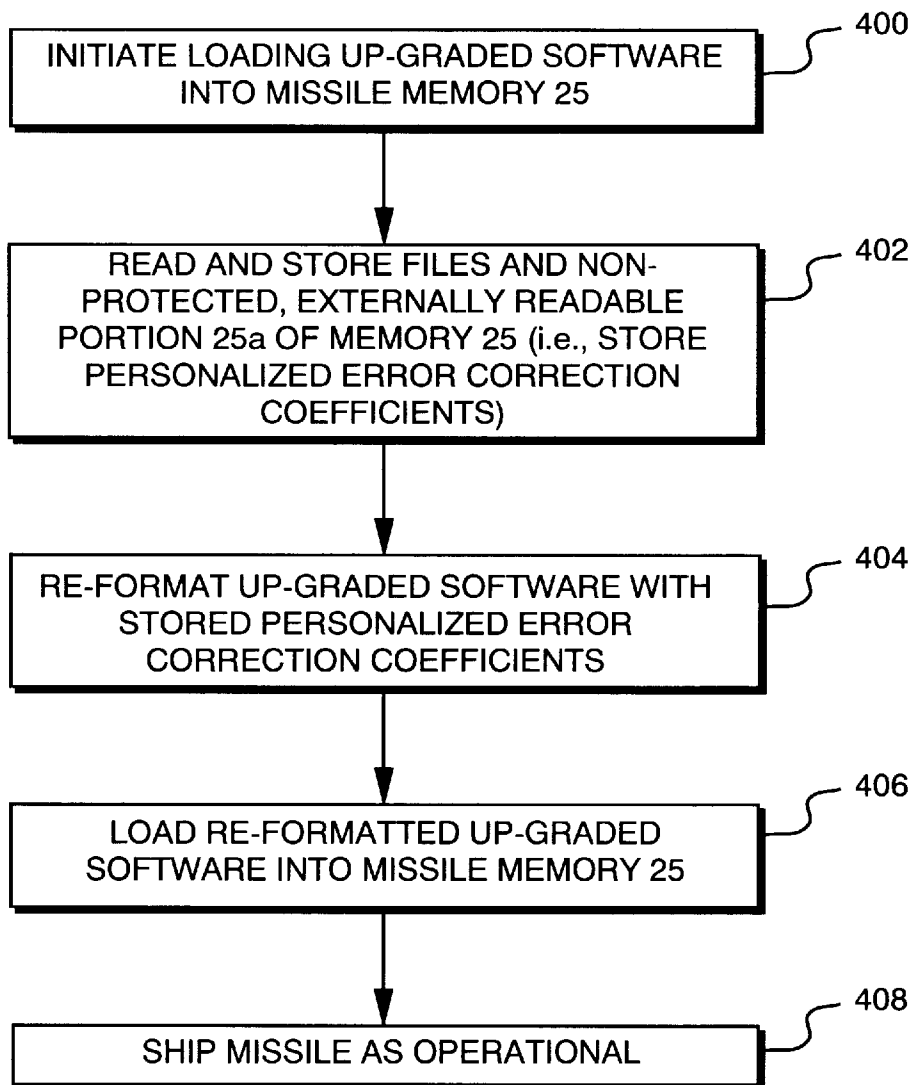 400
INITIATE LOADING UP-GRADED SOFTWARE
INTO MISSILE MEMORY 25
402
READ AND STORE FILES AND NON-
PROTECTED, EXTERNALLY READABLE
PORTION 25a OF MEMORY 25 (i.e., STORE
PERSONALIZED ERROR CORRECTION
COEFFICIENTS)
404
RE-FORMAT UP-GRADED SOFTWARE WITH
STORED PERSONALIZED ERROR
CORRECTION COEFFICIENTS
406
LOAD RE-FORMATTED UP-GRADED
SOFTWARE INTO MISSILE MEMORY 25
408
SHIP MISSILE AS OPERATIONAL